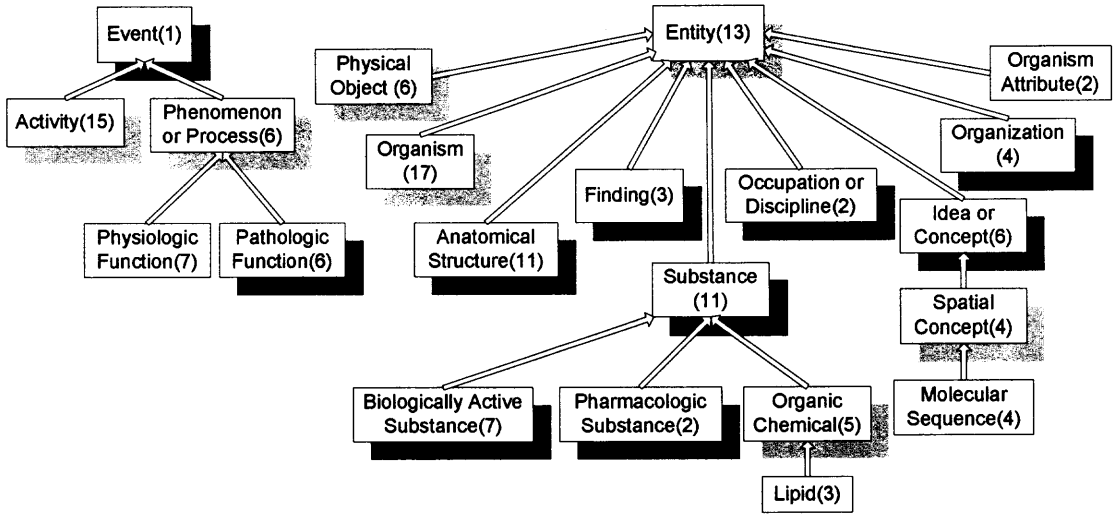 Event(1)
Activity(15)
Phenomenon
or Process(6)
Physiologic
Function(7)
Pathologic
Function(6)
Entity(13)
Physical
Object (6)
Organism
(17)
Anatomical
Structure(11)
Finding(3)
Substance
(11)
Occupation or
Discipline(2)
Organism
Attribute(2)
Organization
(4)
Idea or
Concept(6)
Spatial
Concept(4)
Molecular
Sequence(4)
Biologically Active
Substance(7)
Pharmacologic
Substance(2)
Organic
Chemical(5)
Lipid(3)